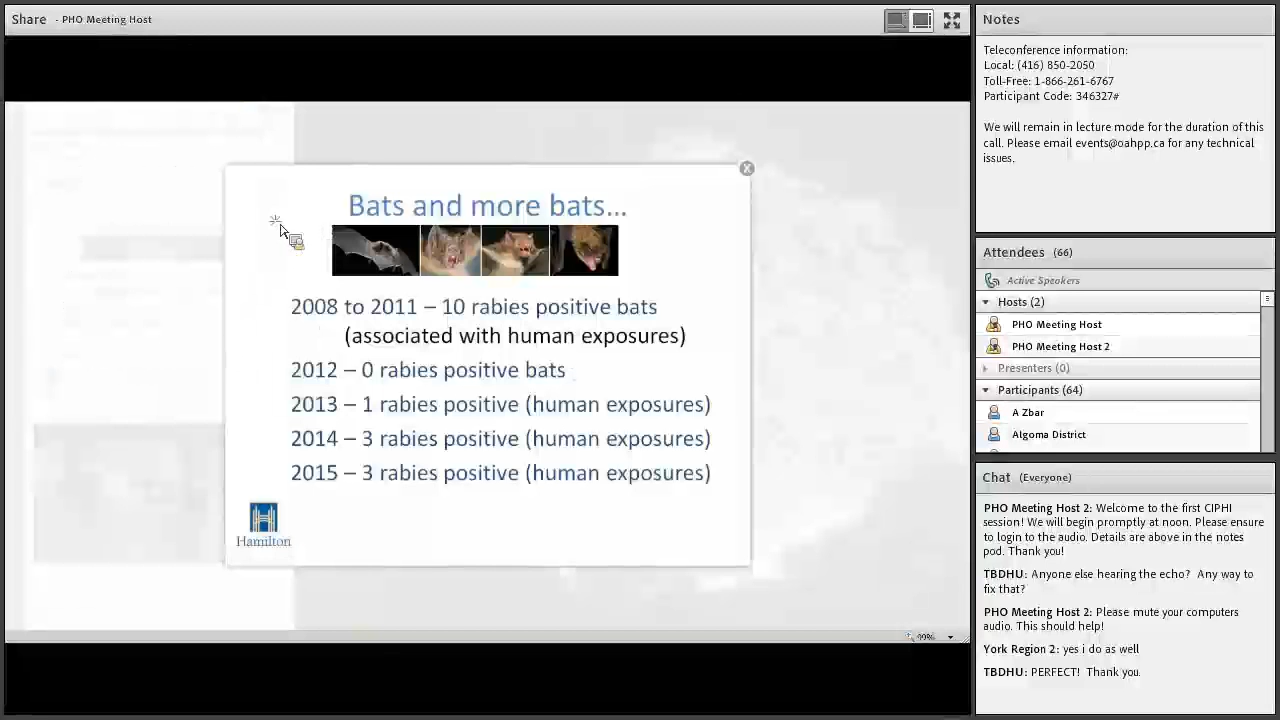 Share - PHO Meeting Host
Bats and more bats...
2008 to 2011 – 10 rabies positive bats
(associated with human exposures)
2012 – 0 rabies positive bats
2013 – 1 rabies positive (human exposures)
2014 – 3 rabies positive (human exposures)
2015 – 3 rabies positive (human exposures)
Hamilton
99%
Notes
Teleconference information:
Local: (416) 850-2050
Toll-Free: 1-866-261-6767
Participant Code: 346327#
We will remain in lecture mode for the duration of this
call. Please email events@oahpp.ca for any technical
issues.
Attendees (66)
Active Speakers
Hosts (2)
PHO Meeting Host
PHO Meeting Host 2
Presenters (0)
Participants (64)
A Zbar
Algoma District
Chat (Everyone)
PHO Meeting Host 2: Welcome to the first CIPHI
session! We will begin promptly at noon. Please ensure
to login to the audio. Details are above in the notes
pod. Thank you!
TBDHU: Anyone else hearing the echo? Any way to
fix that?
PHO Meeting Host 2: Please mute your computers
audio. This should help!
York Region 2: yes i do as well
TBDHU: PERFECT! Thank you.